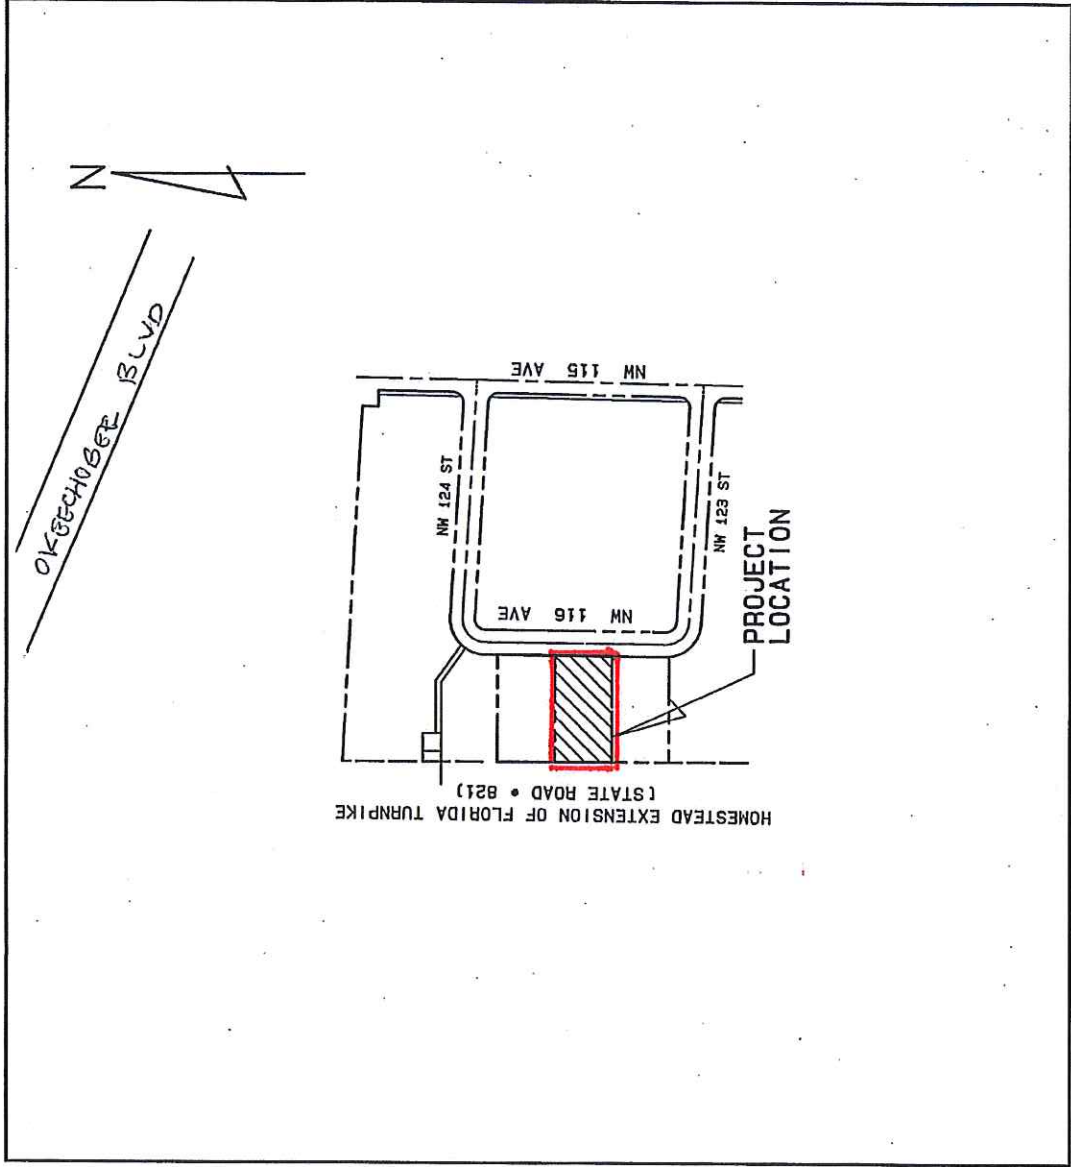 N
OKEECHOBEE BLVD
NW 115 AVE
NW 124 ST
NW 116 AVE
NW 123 ST
PROJECT
LOCATION
HOMESTEAD EXTENSION OF FLORIDA TURNPIKE
(STATE ROAD • 821)